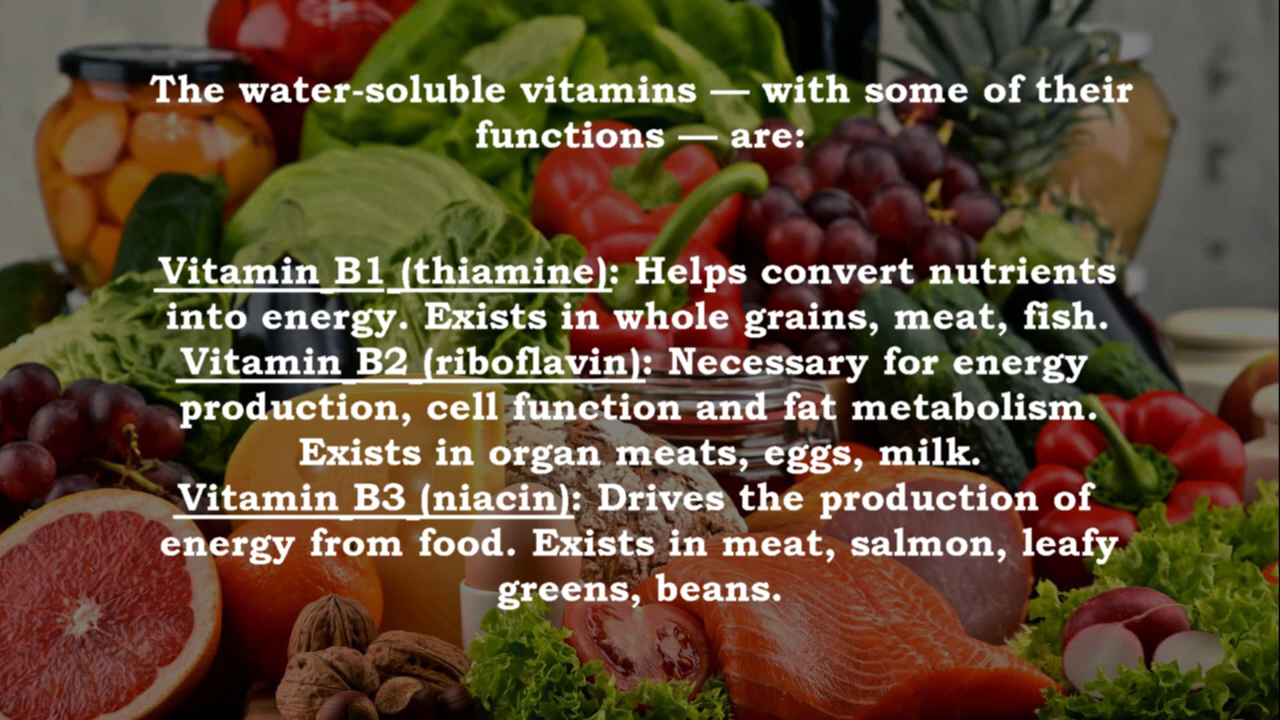 The water-soluble vitamins — with some of their
functions — are:
Vitamin B1 (thiamine): Helps convert nutrients
into energy. Exists in whole grains, meat, fish.
Vitamin B2 (riboflavin): Necessary for energy
production, cell function and fat metabolism.
Exists in organ meats, eggs, milk.
Vitamin B3 (niacin): Drives the production of
energy from food. Exists in meat, salmon, leafy
greens, beans.